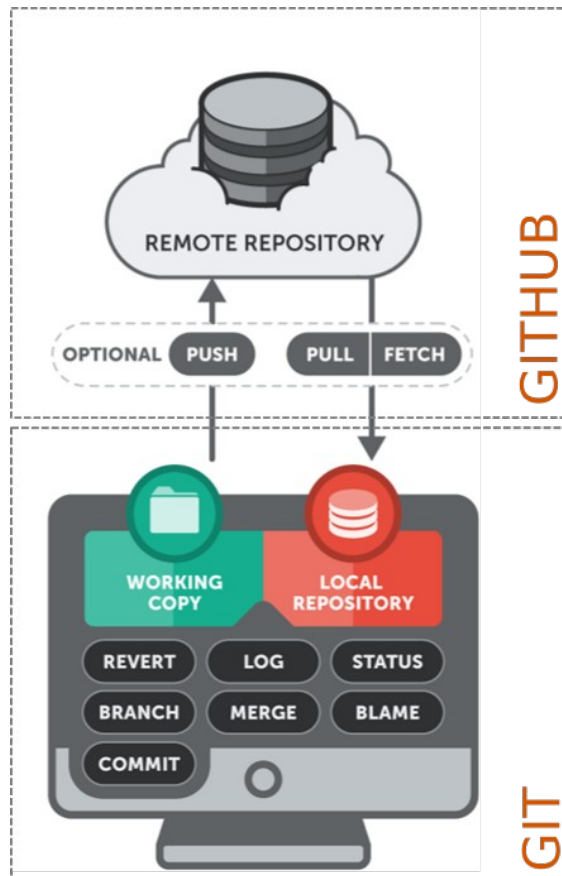 REMOTE REPOSITORY
GITHUB
OPTIONAL PUSH PULL FETCH
WORKING COPY
LOCAL REPOSITORY
REVERT LOG STATUS
BRANCH MERGE BLAME
COMMIT
GIT